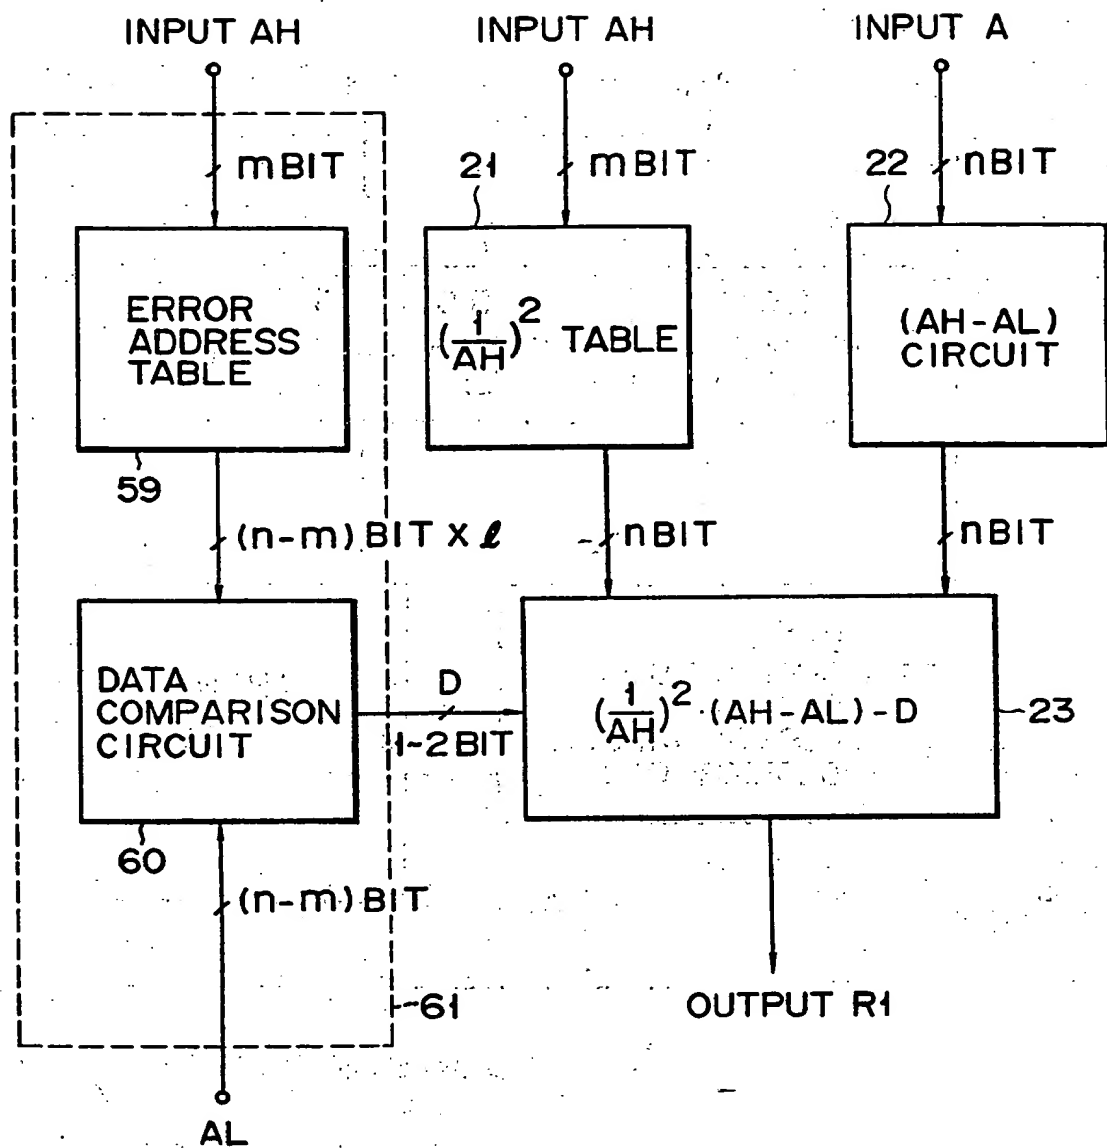 INPUT AH
INPUT AH
INPUT A
mBIT
21
mBIT
22
nBIT
ERROR
ADDRESS
TABLE
(1/AH)² TABLE
(AH-AL)
CIRCUIT
59
(n-m) BIT X ℓ
nBIT
nBIT
DATA
COMPARISON
CIRCUIT
D
1-2BIT
(1/AH)²·(AH-AL)-D
23
60
(n-m) BIT
61
OUTPUT R1
AL